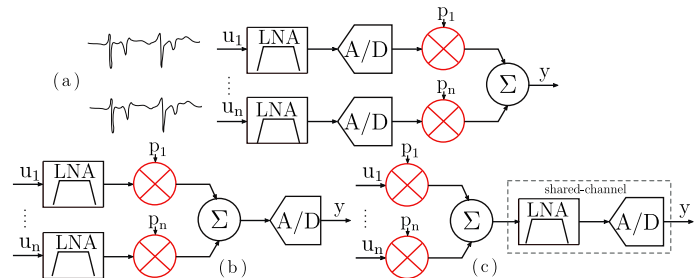 u1 LNA A/D p1
(a) Σ y
un LNA A/D pn
u1 LNA p1
Σ A/D y
un LNA pn
(b)
u1 p1
shared-channel
Σ LNA A/D y
un pn
(c)